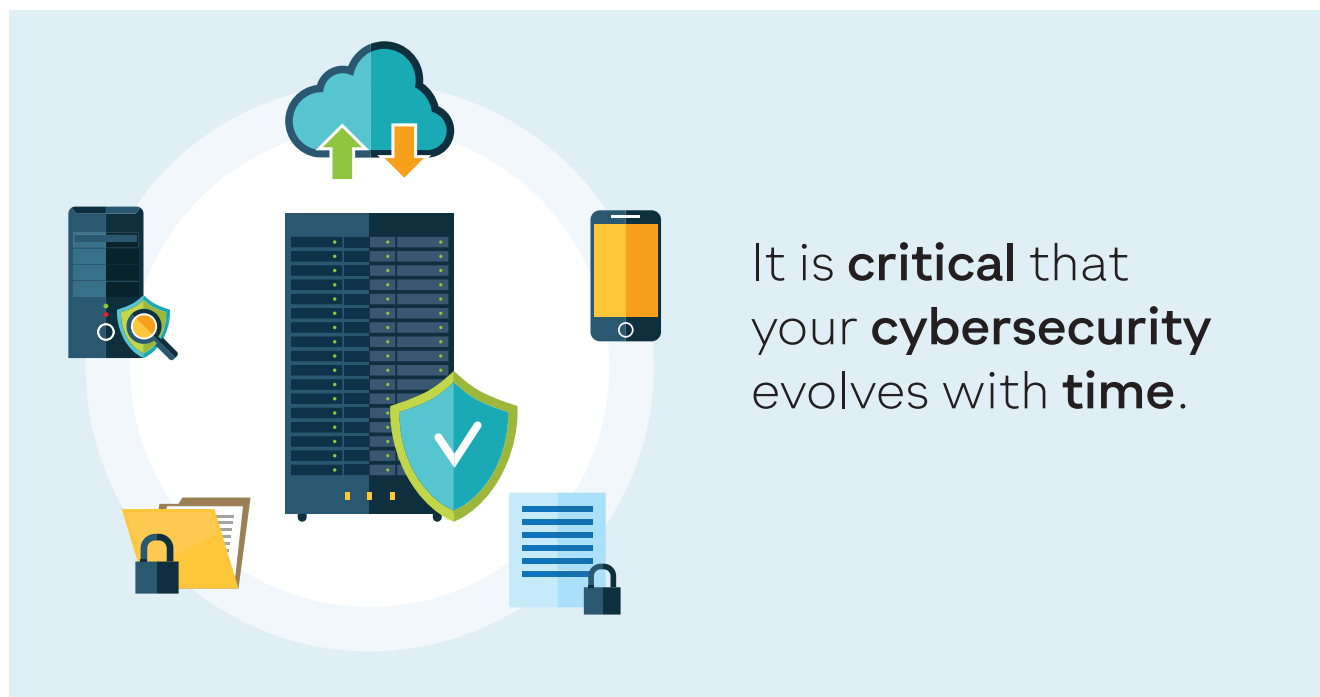 It is critical that
your cybersecurity
evolves with time.